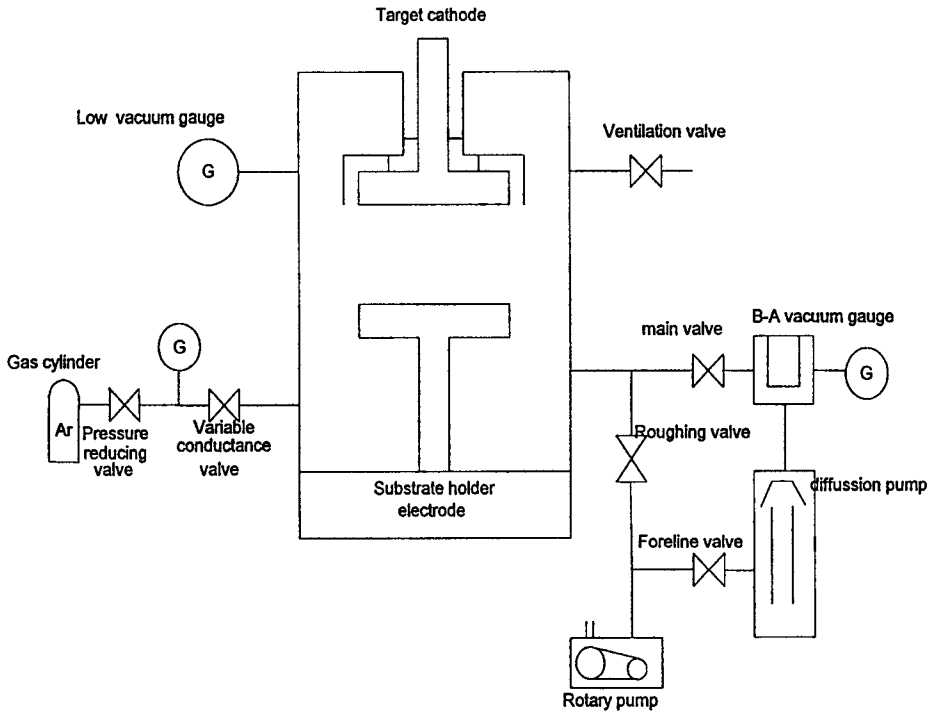 Target cathode
Low vacuum gauge
G
Ventilation valve
B-A vacuum gauge
main valve
G
G
Gas cylinder
Ar
Pressure
reducing
valve
Variable
conductance
valve
Roughing valve
Substrate holder
electrode
diffussion pump
Foreline valve
Rotary pump